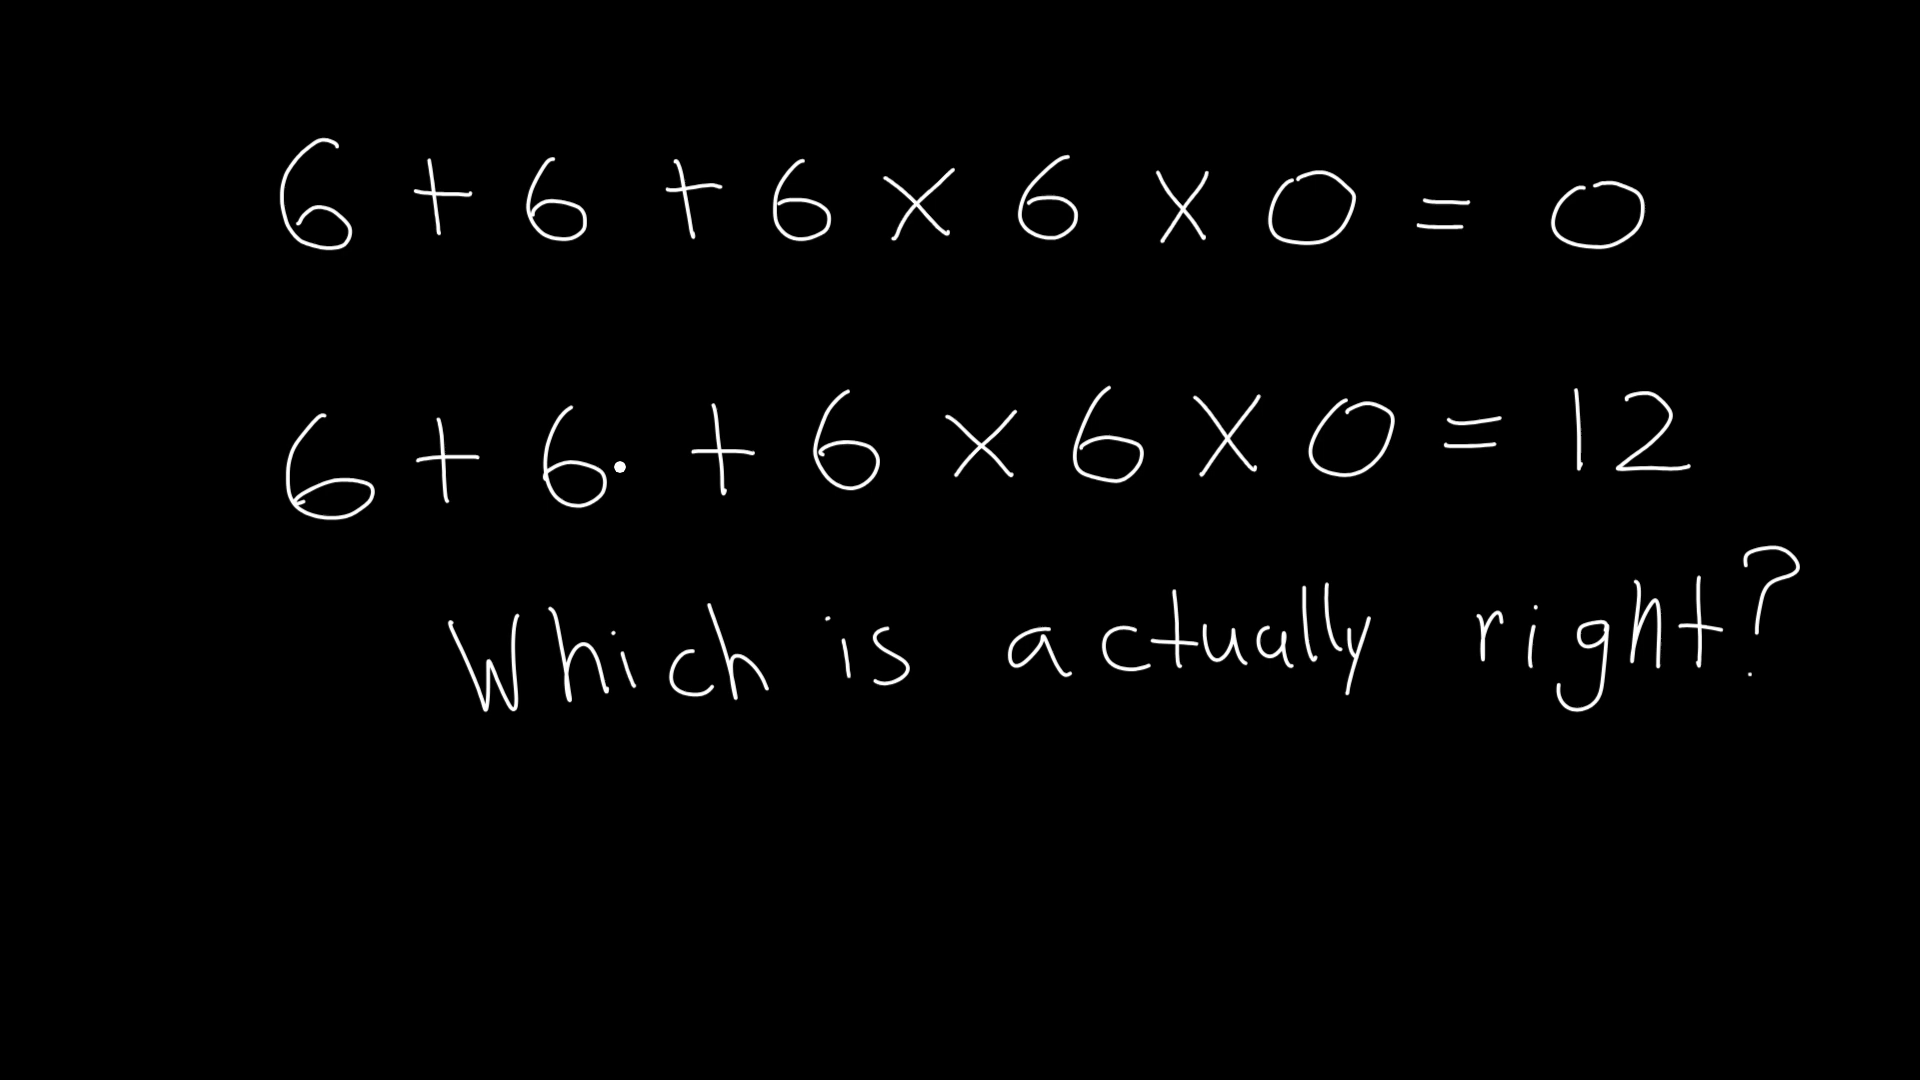 6 + 6 + 6 × 6 × 0 = 0
6 + 6 + 6 × 6 × 0 = 12
Which is actually right?